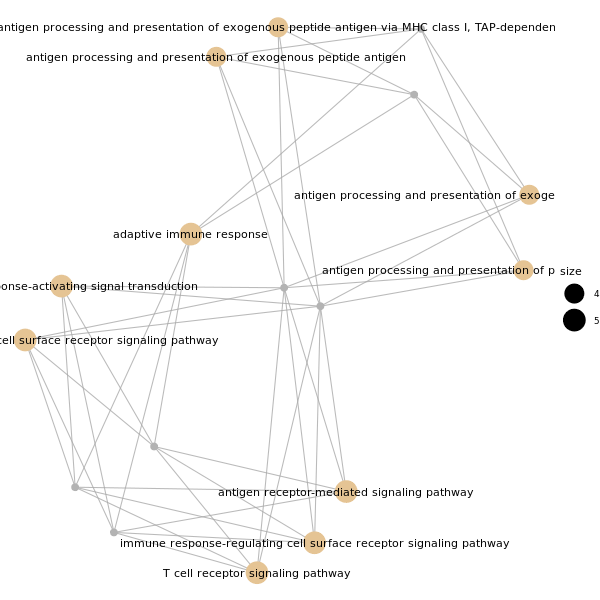 antigen processing and presentation of exogenous peptide antigen via MHC class I, TAP-dependen
antigen processing and presentation of exogenous peptide antigen
antigen processing and presentation of exoge
adaptive immune response
antigen processing and presentation of p
size
ponse-activating signal transduction
4
5
cell surface receptor signaling pathway
antigen receptor-mediated signaling pathway
immune response-regulating cell surface receptor signaling pathway
T cell receptor signaling pathway